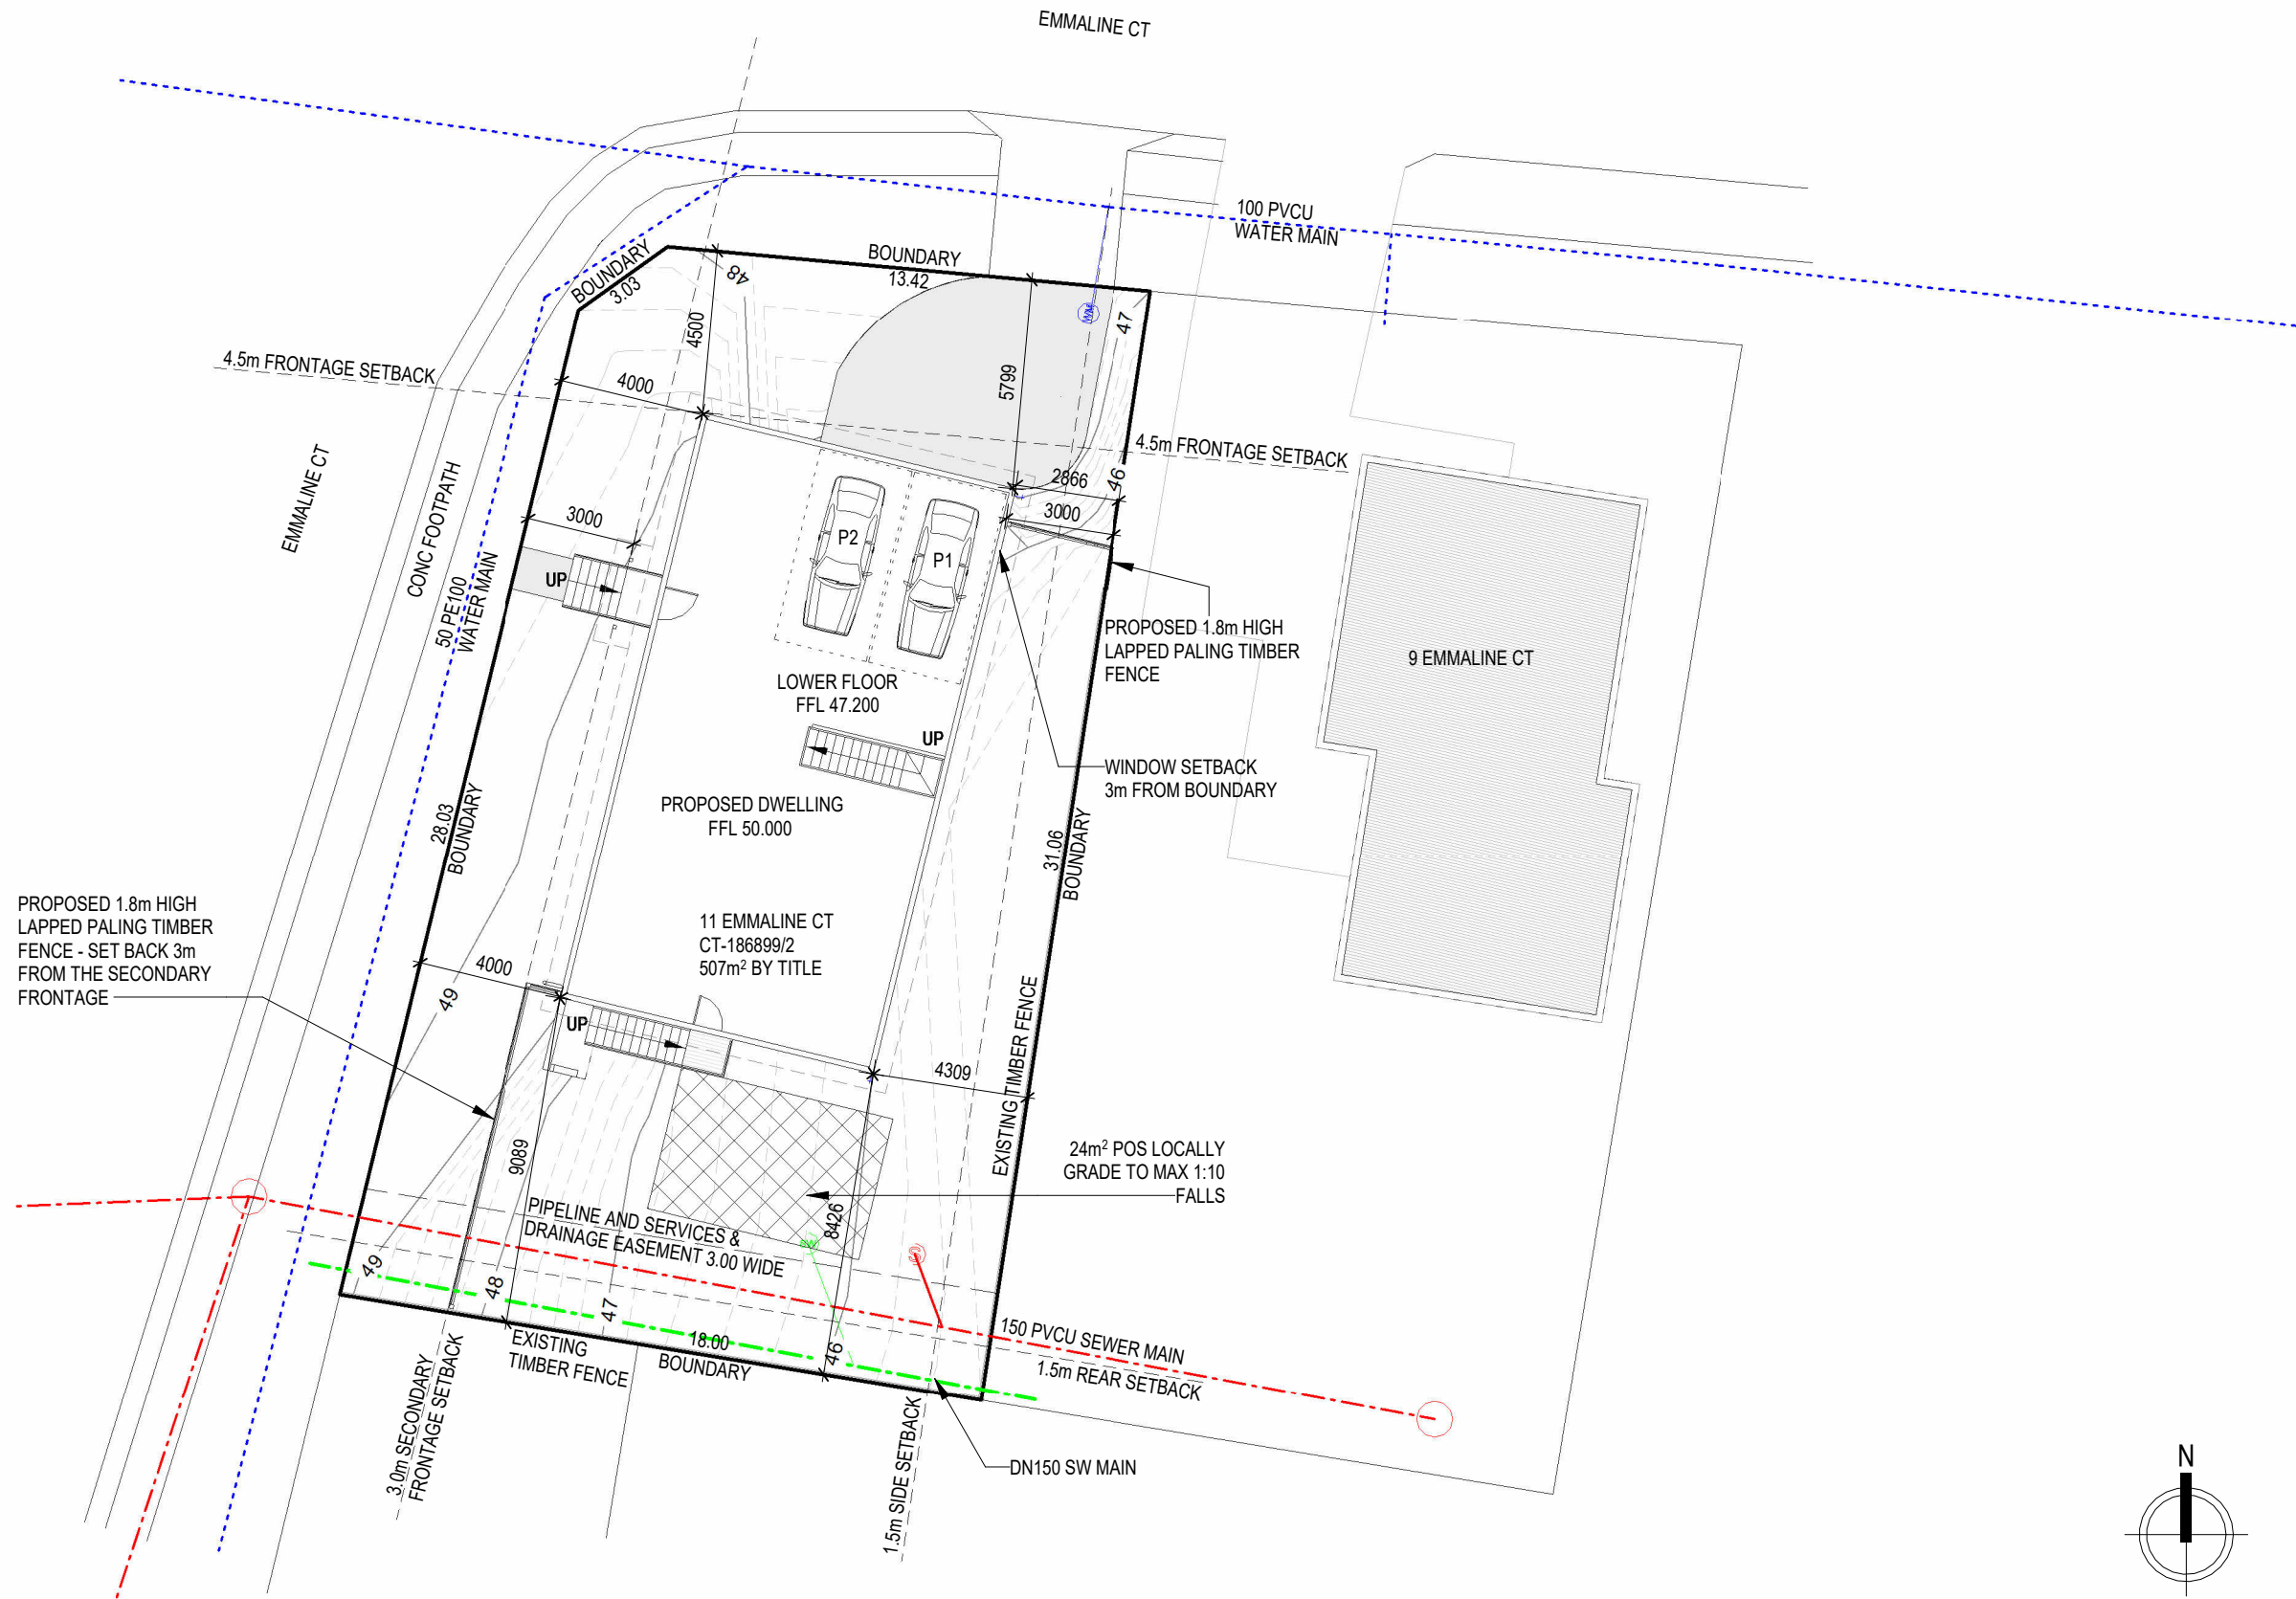 EMMALINE CT
100 PVCU
WATER MAIN
BOUNDARY
13.42
BOUNDARY
3.03
48
4500
5799
WM
47
4.5m FRONTAGE SETBACK
4000
4.5m FRONTAGE SETBACK
EMMALINE CT
CONC FOOTPATH
2866
46
3000
3000
P2
P1
UP
50 PE100
WATER MAIN
PROPOSED 1.8m HIGH
LAPPED PALING TIMBER
FENCE
9 EMMALINE CT
LOWER FLOOR
FFL 47.200
UP
WINDOW SETBACK
3m FROM BOUNDARY
PROPOSED DWELLING
FFL 50.000
28.03
BOUNDARY
31.06
BOUNDARY
PROPOSED 1.8m HIGH
LAPPED PALING TIMBER
FENCE - SET BACK 3m
FROM THE SECONDARY
FRONTAGE
11 EMMALINE CT
CT-186899/2
507m² BY TITLE
4000
49
UP
EXISTING TIMBER FENCE
4309
9089
24m² POS LOCALLY
GRADE TO MAX 1:10
FALLS
8426
PIPELINE AND SERVICES &
DRAINAGE EASEMENT 3.00 WIDE
SW
S
49
48
47
46
18.00
BOUNDARY
EXISTING
TIMBER FENCE
150 PVCU SEWER MAIN
1.5m REAR SETBACK
3.0m SECONDARY
FRONTAGE SETBACK
1.5m SIDE SETBACK
DN150 SW MAIN
N